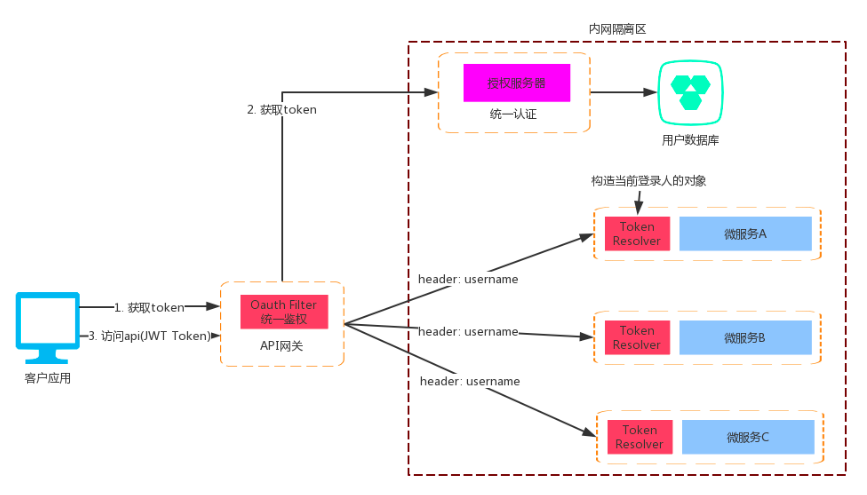 内网隔离区
授权服务器
统一认证
用户数据库
2. 获取token
构造当前登录人的对象
Token
Resolver
微服务A
header: username
1. 获取token
Oauth Filter
统一鉴权
API网关
3. 访问api(JWT Token)
客户应用
header: username
Token
Resolver
微服务B
header: username
Token
Resolver
微服务C